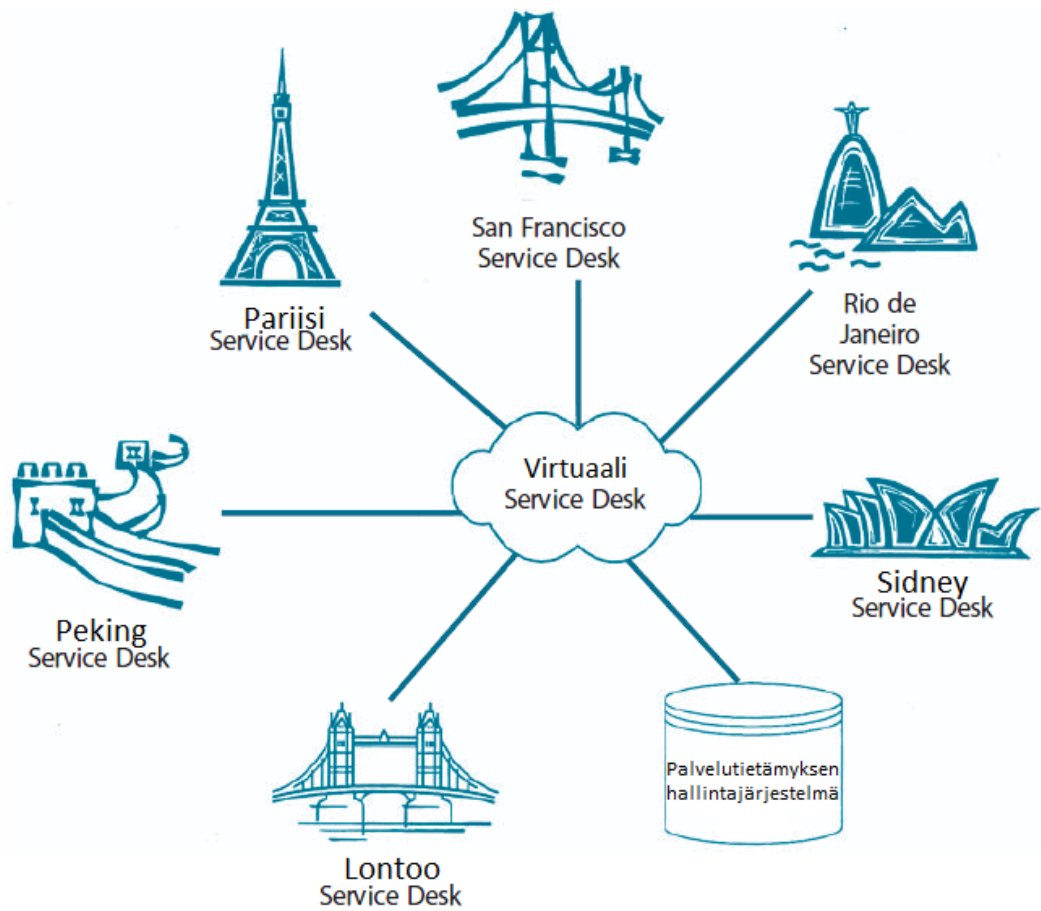 San Francisco
Service Desk
Pariisi
Service Desk
Rio de
Janeiro
Service Desk
Virtuaali
Service Desk
Sidney
Service Desk
Peking
Service Desk
Palvelutietämyksen
hallintajärjestelmä
Lontoo
Service Desk